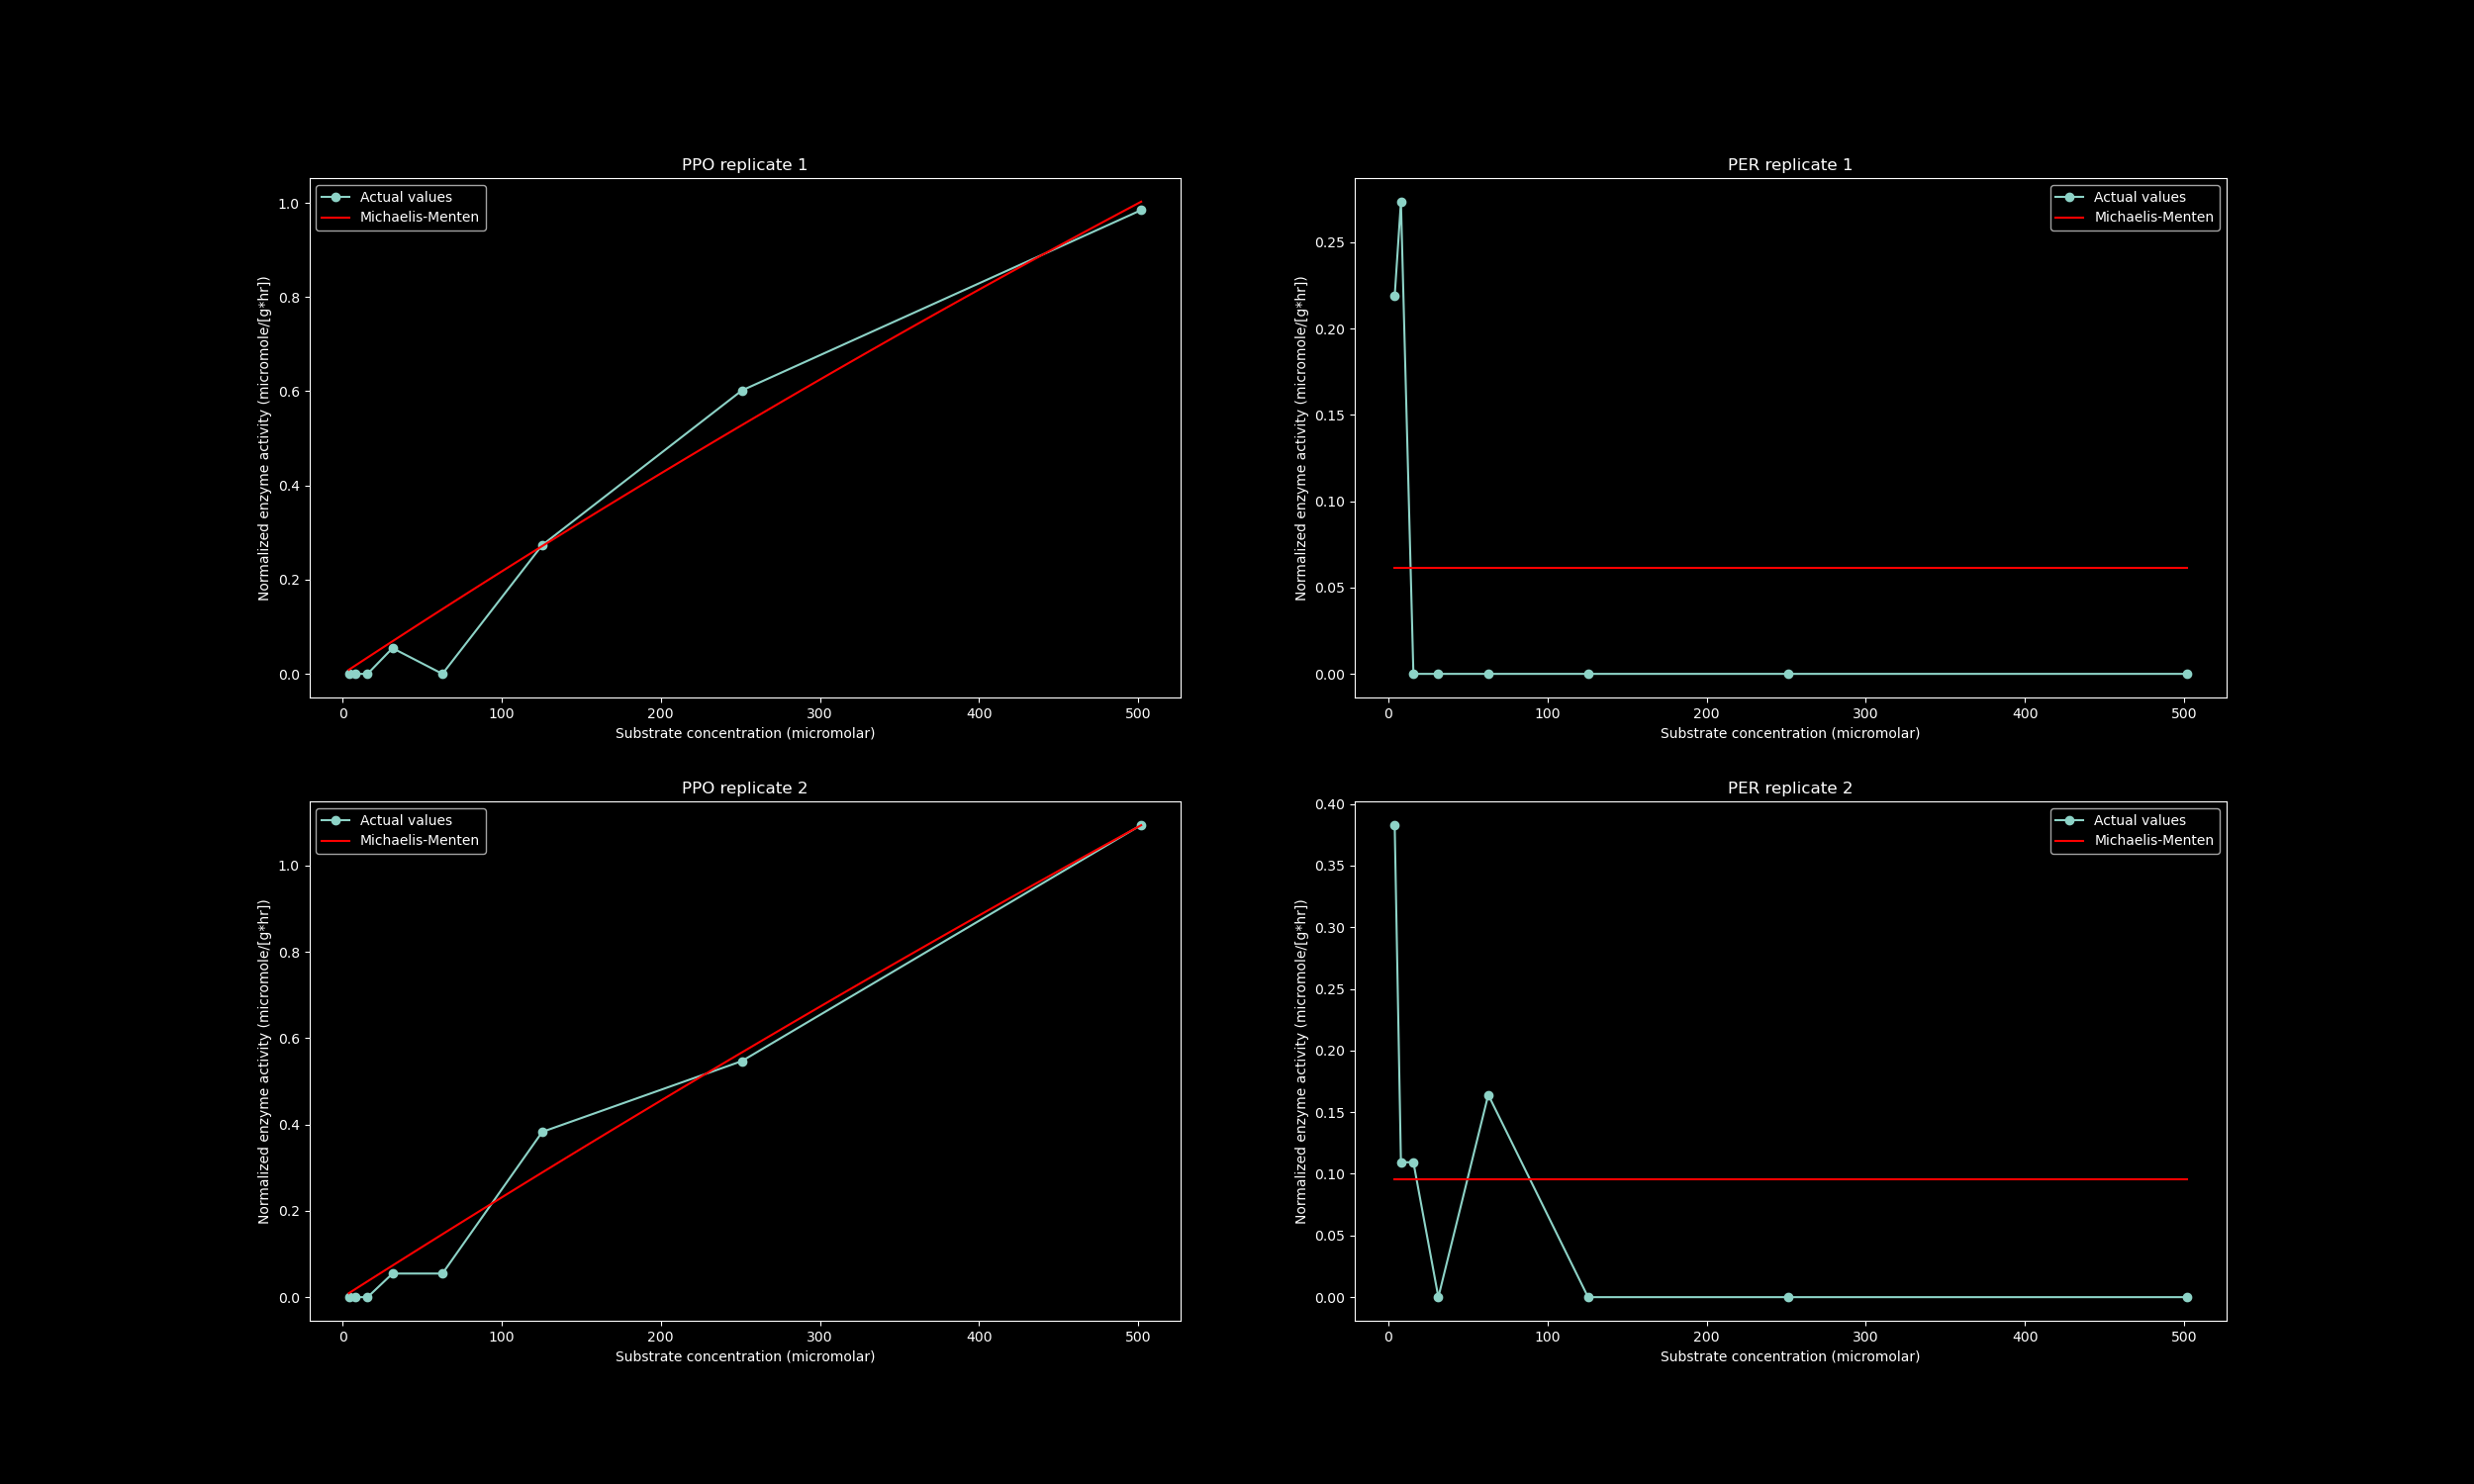 PPO replicate 1
Actual values
Michaelis-Menten
Normalized enzyme activity (micromole/[g*hr])
1.0
0.8
0.6
0.4
0.2
0.0
0 100 200 300 400 500
Substrate concentration (micromolar)
PER replicate 1
Actual values
Michaelis-Menten
Normalized enzyme activity (micromole/[g*hr])
0.25
0.20
0.15
0.10
0.05
0.00
0 100 200 300 400 500
Substrate concentration (micromolar)
PPO replicate 2
Actual values
Michaelis-Menten
Normalized enzyme activity (micromole/[g*hr])
1.0
0.8
0.6
0.4
0.2
0.0
0 100 200 300 400 500
Substrate concentration (micromolar)
PER replicate 2
Actual values
Michaelis-Menten
Normalized enzyme activity (micromole/[g*hr])
0.40
0.35
0.30
0.25
0.20
0.15
0.10
0.05
0.00
0 100 200 300 400 500
Substrate concentration (micromolar)